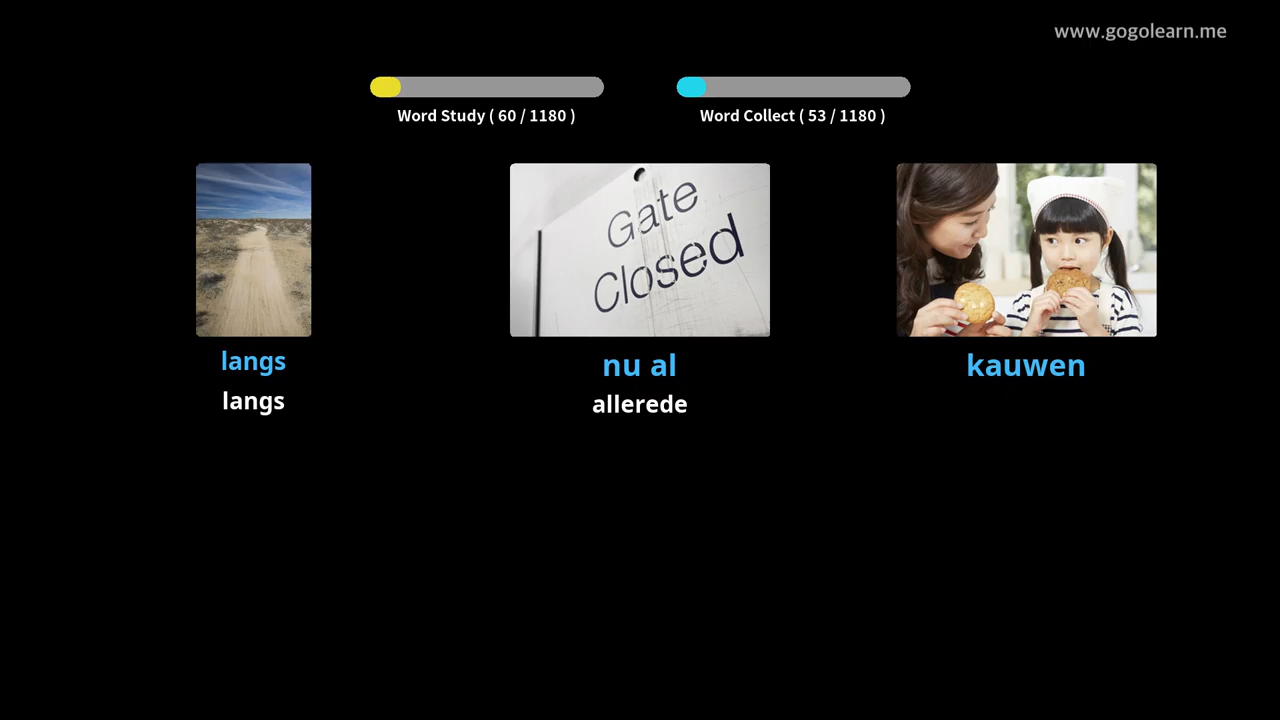 www.gogolearn.me
Word Study ( 60 / 1180 )
Word Collect ( 53 / 1180 )
Gate
Closed
langs
langs
nu al
allerede
kauwen